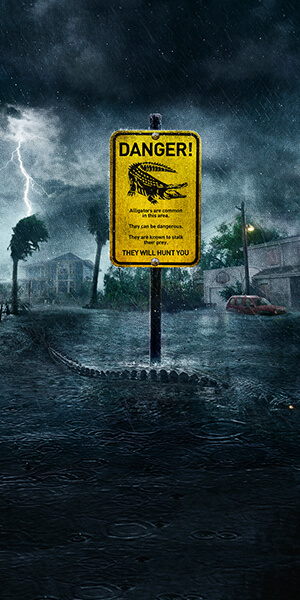 DANGER!
Alligators are common
in this area.
They can be dangerous.
They are known to stalk
their prey.
THEY WILL HUNT YOU